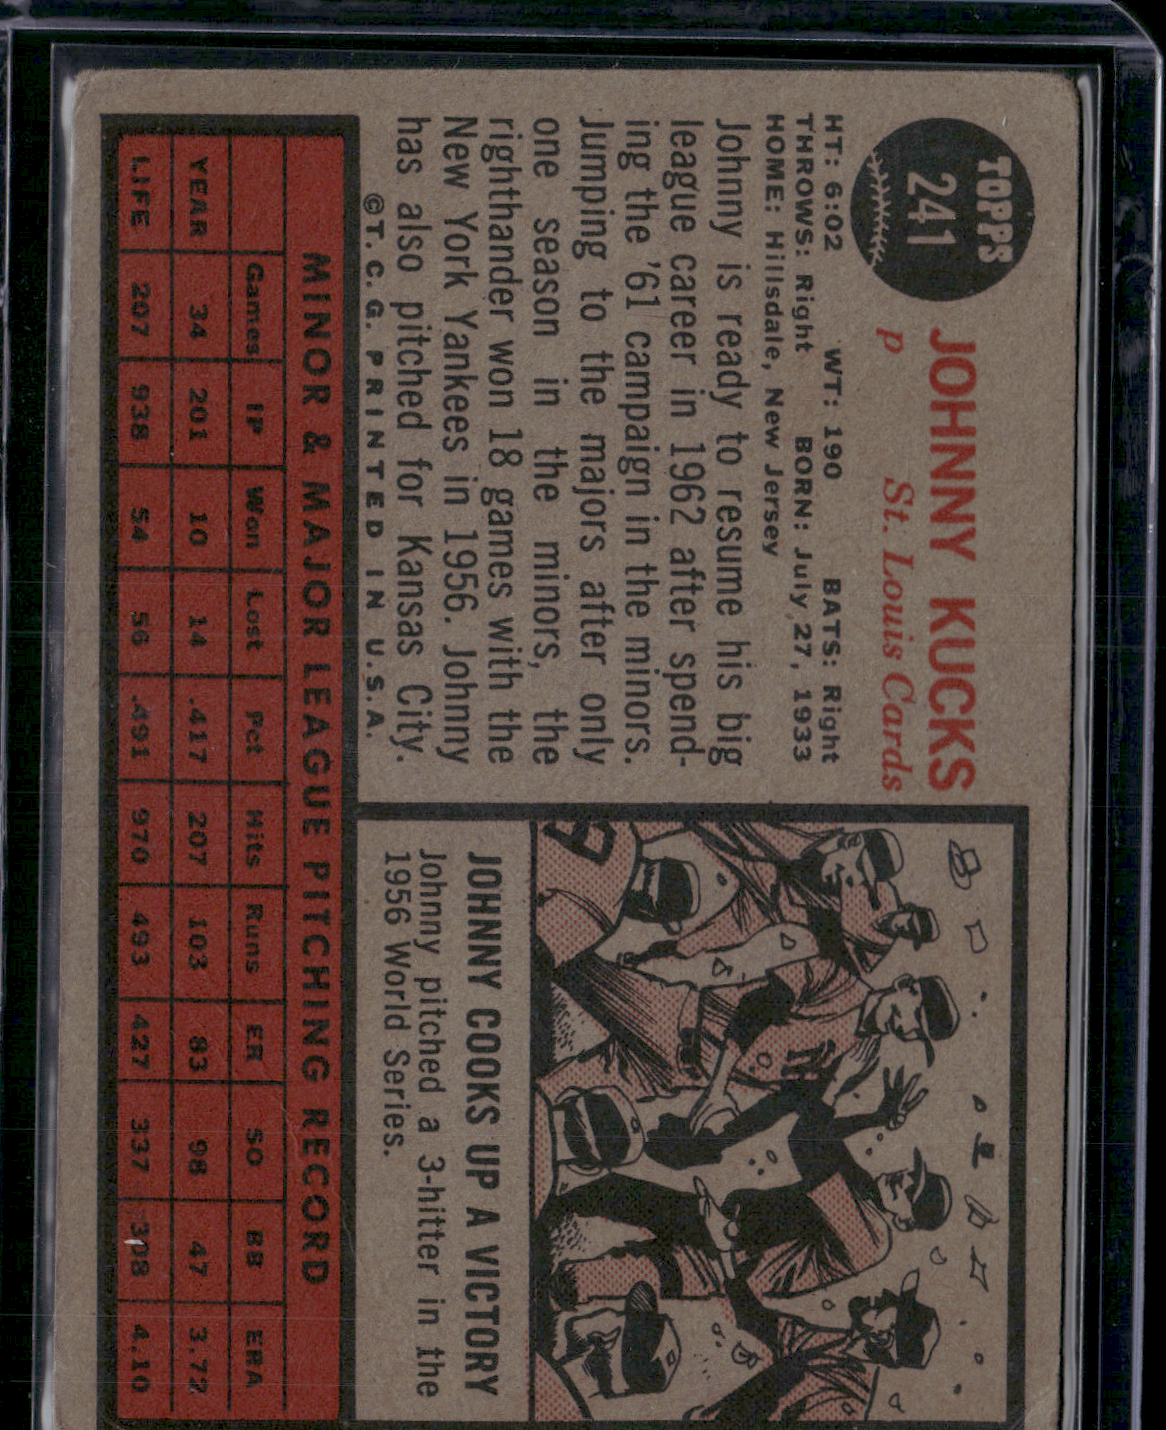 TOPPS
241
JOHNNY KUCKS
P St. Louis Cards
HT: 6:02 WT: 190 BATS: Right
THROWS: Right BORN: July 27, 1933
HOME: Hillsdale, New Jersey
Johnny is ready to resume his big
league career in 1962 after spend-
ing the '61 campaign in the minors.
Jumping to the majors after only
one season in the minors, the
righthander won 18 games with the
New York Yankees in 1956. Johnny
has also pitched for Kansas City.
©T.C.G. PRINTED IN U.S.A.
JOHNNY COOKS UP A VICTORY
Johnny pitched a 3-hitter in the
1956 World Series.
MINOR & MAJOR LEAGUE PITCHING RECORD
Games IP Won Lost Pct Hits Runs ER SO BB ERA
YEAR 34 201 10 14 .417 207 103 83 98 47 3.72
LIFE 207 938 54 56 .491 970 493 427 337 308 4.10